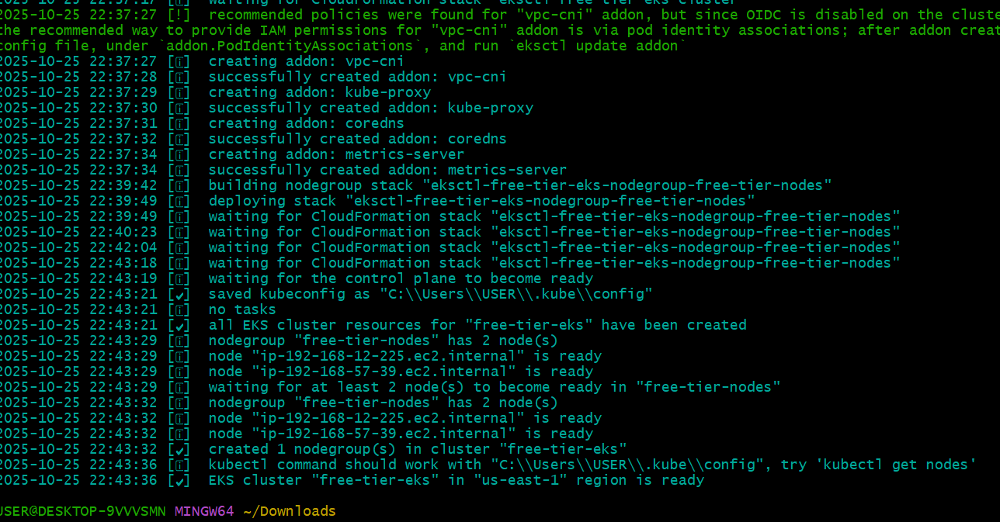 waiting for CloudFormation stack "eksctl-free-tier-eks-cluster"
2025-10-25 22:37:27 [!]  recommended policies were found for "vpc-cni" addon, but since OIDC is disabled on the cluste
the recommended way to provide IAM permissions for "vpc-cni" addon is via pod identity associations; after addon creat
config file, under `addon.PodIdentityAssociations`, and run `eksctl update addon`
2025-10-25 22:37:27 [ℹ]  creating addon: vpc-cni
2025-10-25 22:37:28 [ℹ]  successfully created addon: vpc-cni
2025-10-25 22:37:29 [ℹ]  creating addon: kube-proxy
2025-10-25 22:37:30 [ℹ]  successfully created addon: kube-proxy
2025-10-25 22:37:31 [ℹ]  creating addon: coredns
2025-10-25 22:37:32 [ℹ]  successfully created addon: coredns
2025-10-25 22:37:34 [ℹ]  creating addon: metrics-server
2025-10-25 22:37:34 [ℹ]  successfully created addon: metrics-server
2025-10-25 22:39:42 [ℹ]  building nodegroup stack "eksctl-free-tier-eks-nodegroup-free-tier-nodes"
2025-10-25 22:39:49 [ℹ]  deploying stack "eksctl-free-tier-eks-nodegroup-free-tier-nodes"
2025-10-25 22:39:49 [ℹ]  waiting for CloudFormation stack "eksctl-free-tier-eks-nodegroup-free-tier-nodes"
2025-10-25 22:40:23 [ℹ]  waiting for CloudFormation stack "eksctl-free-tier-eks-nodegroup-free-tier-nodes"
2025-10-25 22:42:04 [ℹ]  waiting for CloudFormation stack "eksctl-free-tier-eks-nodegroup-free-tier-nodes"
2025-10-25 22:43:18 [ℹ]  waiting for CloudFormation stack "eksctl-free-tier-eks-nodegroup-free-tier-nodes"
2025-10-25 22:43:19 [ℹ]  waiting for the control plane to become ready
2025-10-25 22:43:21 [✔]  saved kubeconfig as "C:\\Users\\USER\\.kube\\config"
2025-10-25 22:43:21 [ℹ]  no tasks
2025-10-25 22:43:21 [✔]  all EKS cluster resources for "free-tier-eks" have been created
2025-10-25 22:43:29 [ℹ]  nodegroup "free-tier-nodes" has 2 node(s)
2025-10-25 22:43:29 [ℹ]  node "ip-192-168-12-225.ec2.internal" is ready
2025-10-25 22:43:29 [ℹ]  node "ip-192-168-57-39.ec2.internal" is ready
2025-10-25 22:43:29 [ℹ]  waiting for at least 2 node(s) to become ready in "free-tier-nodes"
2025-10-25 22:43:32 [ℹ]  nodegroup "free-tier-nodes" has 2 node(s)
2025-10-25 22:43:32 [ℹ]  node "ip-192-168-12-225.ec2.internal" is ready
2025-10-25 22:43:32 [ℹ]  node "ip-192-168-57-39.ec2.internal" is ready
2025-10-25 22:43:32 [✔]  created 1 nodegroup(s) in cluster "free-tier-eks"
2025-10-25 22:43:36 [ℹ]  kubectl command should work with "C:\\Users\\USER\\.kube\\config", try 'kubectl get nodes'
2025-10-25 22:43:36 [✔]  EKS cluster "free-tier-eks" in "us-east-1" region is ready
USER@DESKTOP-9VVVSMN MINGW64 ~/Downloads